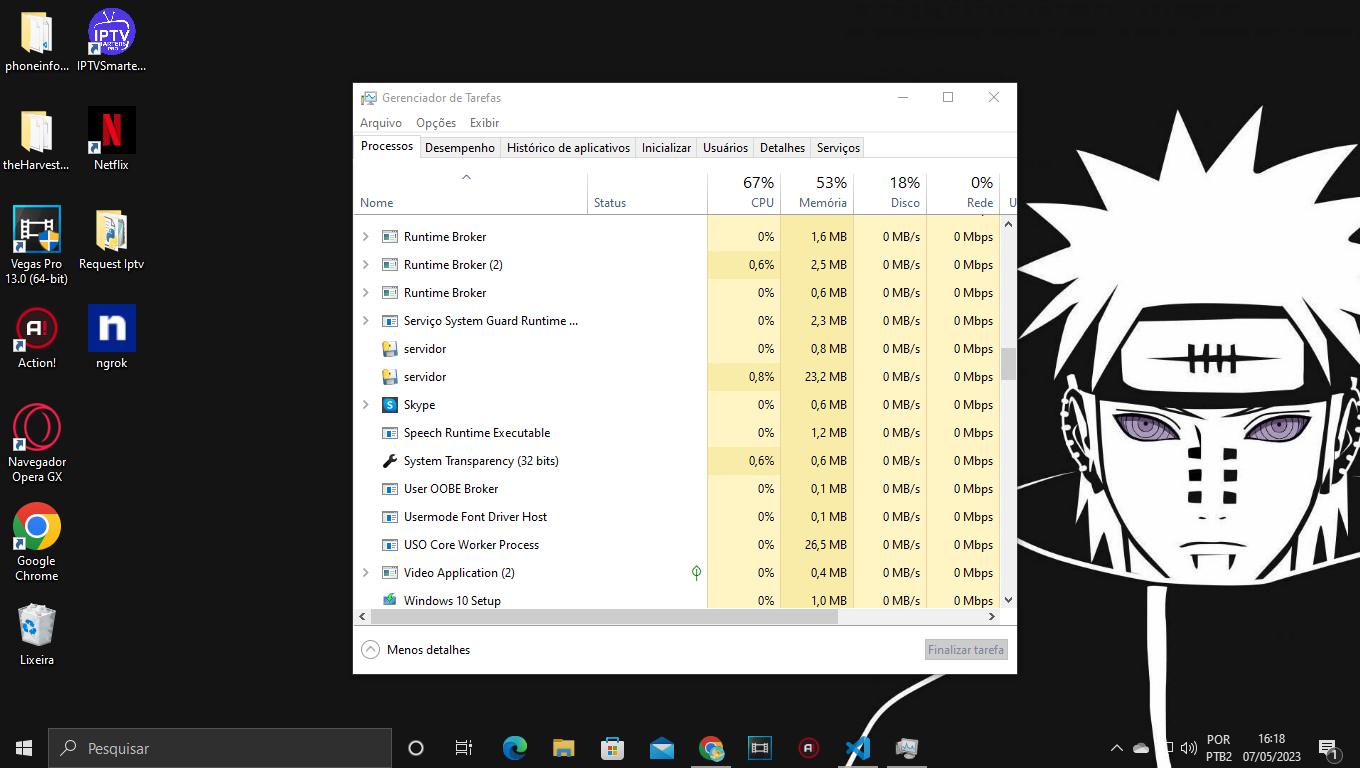 phoneinfo...
IPTV
SMARTERS
PRO
IPTVSmarte...
theHarvest...
N
Netflix
Vegas Pro
13.0 (64-bit)
Request Iptv
A!
Action!
n
ngrok
Navegador
Opera GX
Google
Chrome
Lixeira
Gerenciador de Tarefas
Arquivo Opções Exibir
Processos Desempenho Histórico de aplicativos Inicializar Usuários Detalhes Serviços
67% 53% 18% 0%
Nome Status CPU Memória Disco Rede U
Runtime Broker 0% 1,6 MB 0 MB/s 0 Mbps
Runtime Broker (2) 0,6% 2,5 MB 0 MB/s 0 Mbps
Runtime Broker 0% 0,6 MB 0 MB/s 0 Mbps
Serviço System Guard Runtime ... 0% 2,3 MB 0 MB/s 0 Mbps
servidor 0% 0,8 MB 0 MB/s 0 Mbps
servidor 0,8% 23,2 MB 0 MB/s 0 Mbps
S Skype 0% 0,6 MB 0 MB/s 0 Mbps
Speech Runtime Executable 0% 1,2 MB 0 MB/s 0 Mbps
System Transparency (32 bits) 0,6% 0,6 MB 0 MB/s 0 Mbps
User OOBE Broker 0% 0,1 MB 0 MB/s 0 Mbps
Usermode Font Driver Host 0% 0,1 MB 0 MB/s 0 Mbps
USO Core Worker Process 0% 26,5 MB 0 MB/s 0 Mbps
Video Application (2) 0% 0,4 MB 0 MB/s 0 Mbps
Windows 10 Setup 0% 1,0 MB 0 MB/s 0 Mbps
Menos detalhes Finalizar tarefa
Pesquisar
POR
PTB2
16:18
07/05/2023
1